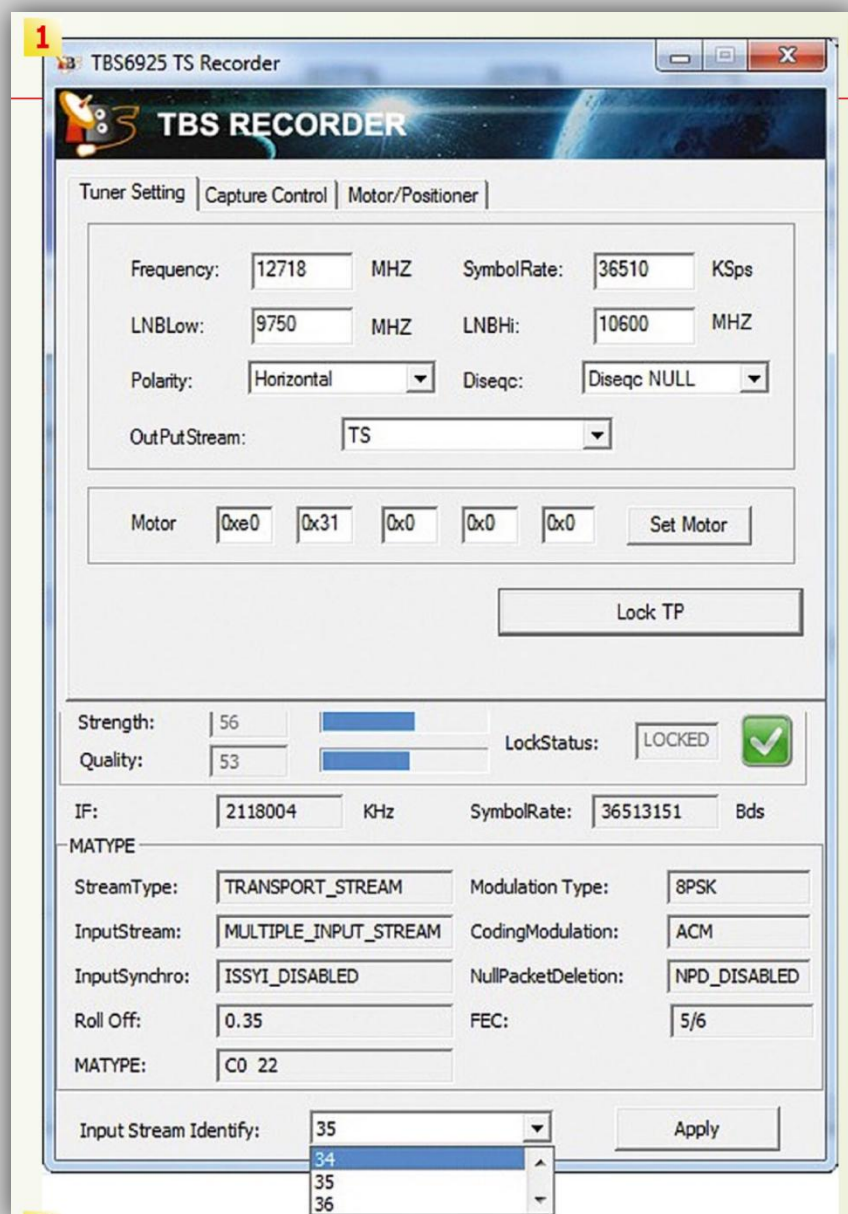 1
TBS6925 TS Recorder
TBS RECORDER
Tuner Setting Capture Control Motor/Positioner
Frequency: 12718 MHZ SymbolRate: 36510 KSps
LNBLow: 9750 MHZ LNBHi: 10600 MHZ
Polarity: Horizontal Diseqc: Diseqc NULL
OutPutStream: TS
Motor 0xe0 0x31 0x0 0x0 0x0 Set Motor
Lock TP
Strength: 56
LockStatus: LOCKED
Quality: 53
IF: 2118004 KHz SymbolRate: 36513151 Bds
MATYPE
StreamType: TRANSPORT_STREAM Modulation Type: 8PSK
InputStream: MULTIPLE_INPUT_STREAM CodingModulation: ACM
InputSynchro: ISSYI_DISABLED NullPacketDeletion: NPD_DISABLED
Roll Off: 0.35 FEC: 5/6
MATYPE: C0 22
Input Stream Identify: 35 Apply
34
35
36